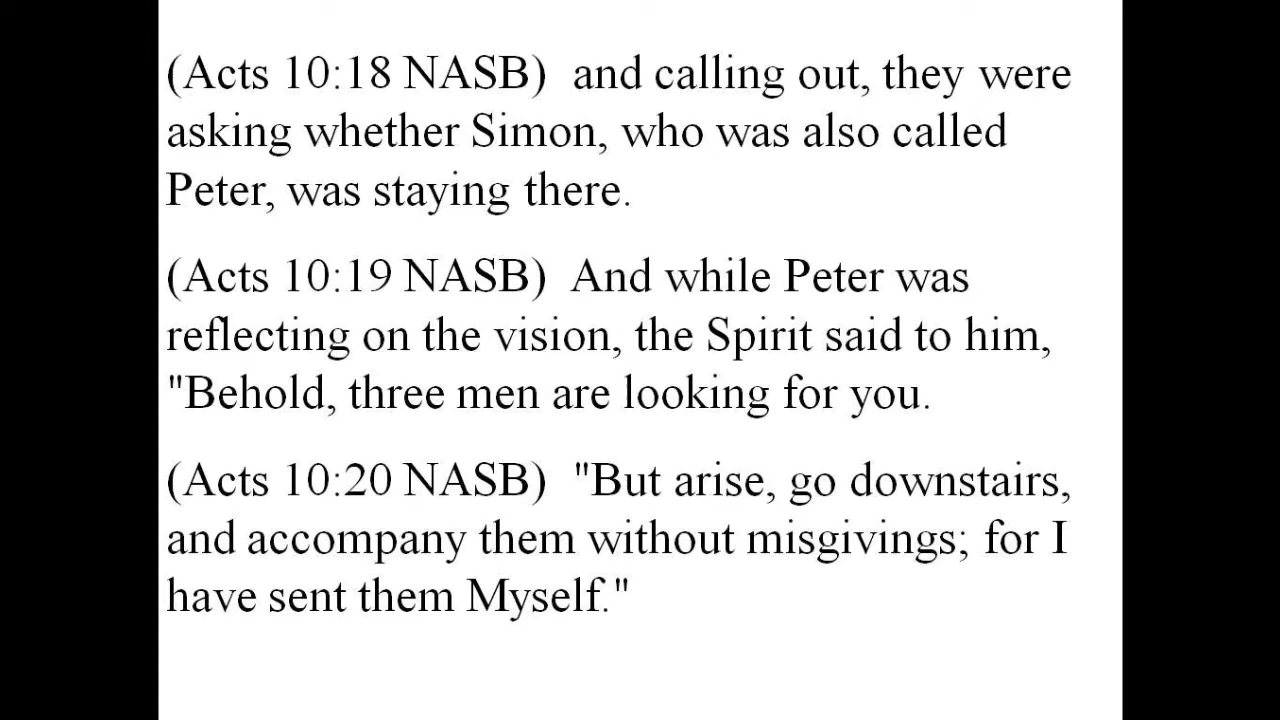 (Acts 10:18 NASB)  and calling out, they were
asking whether Simon, who was also called
Peter, was staying there.
(Acts 10:19 NASB)  And while Peter was
reflecting on the vision, the Spirit said to him,
"Behold, three men are looking for you.
(Acts 10:20 NASB)  "But arise, go downstairs,
and accompany them without misgivings; for I
have sent them Myself."